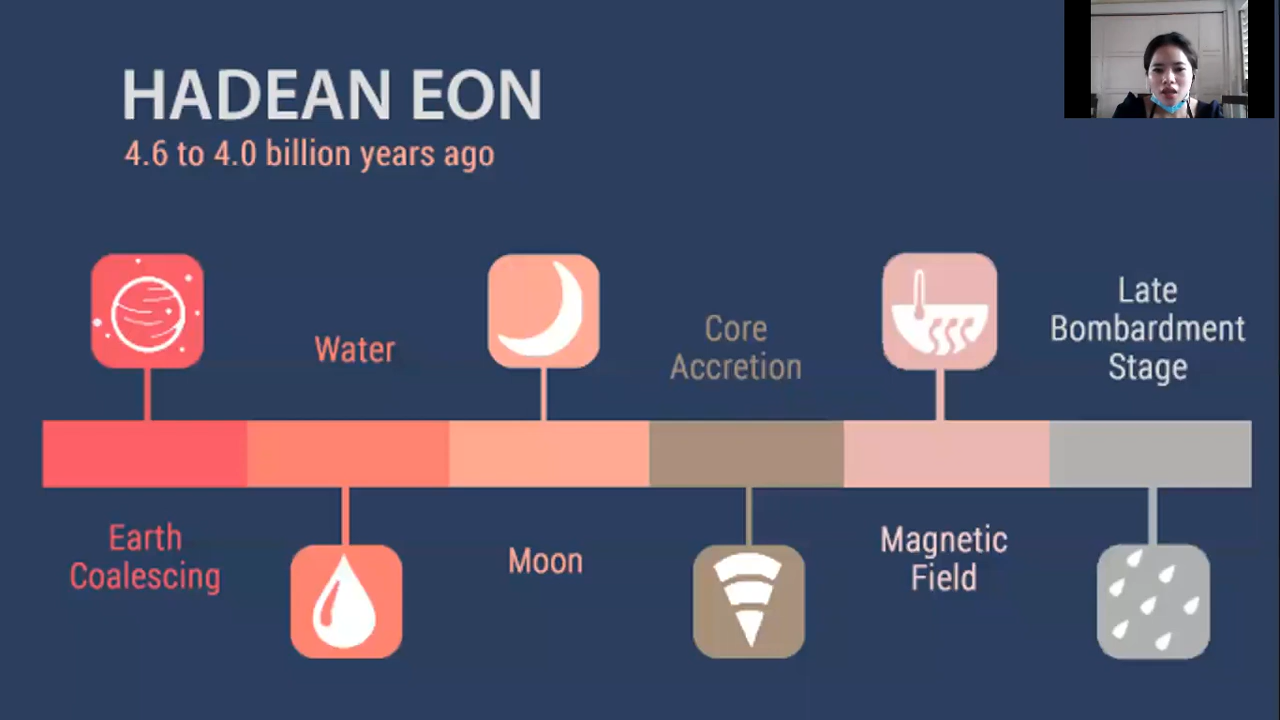 HADEAN EON
4.6 to 4.0 billion years ago
Water
Core
Accretion
Late
Bombardment
Stage
Earth
Coalescing
Moon
Magnetic
Field